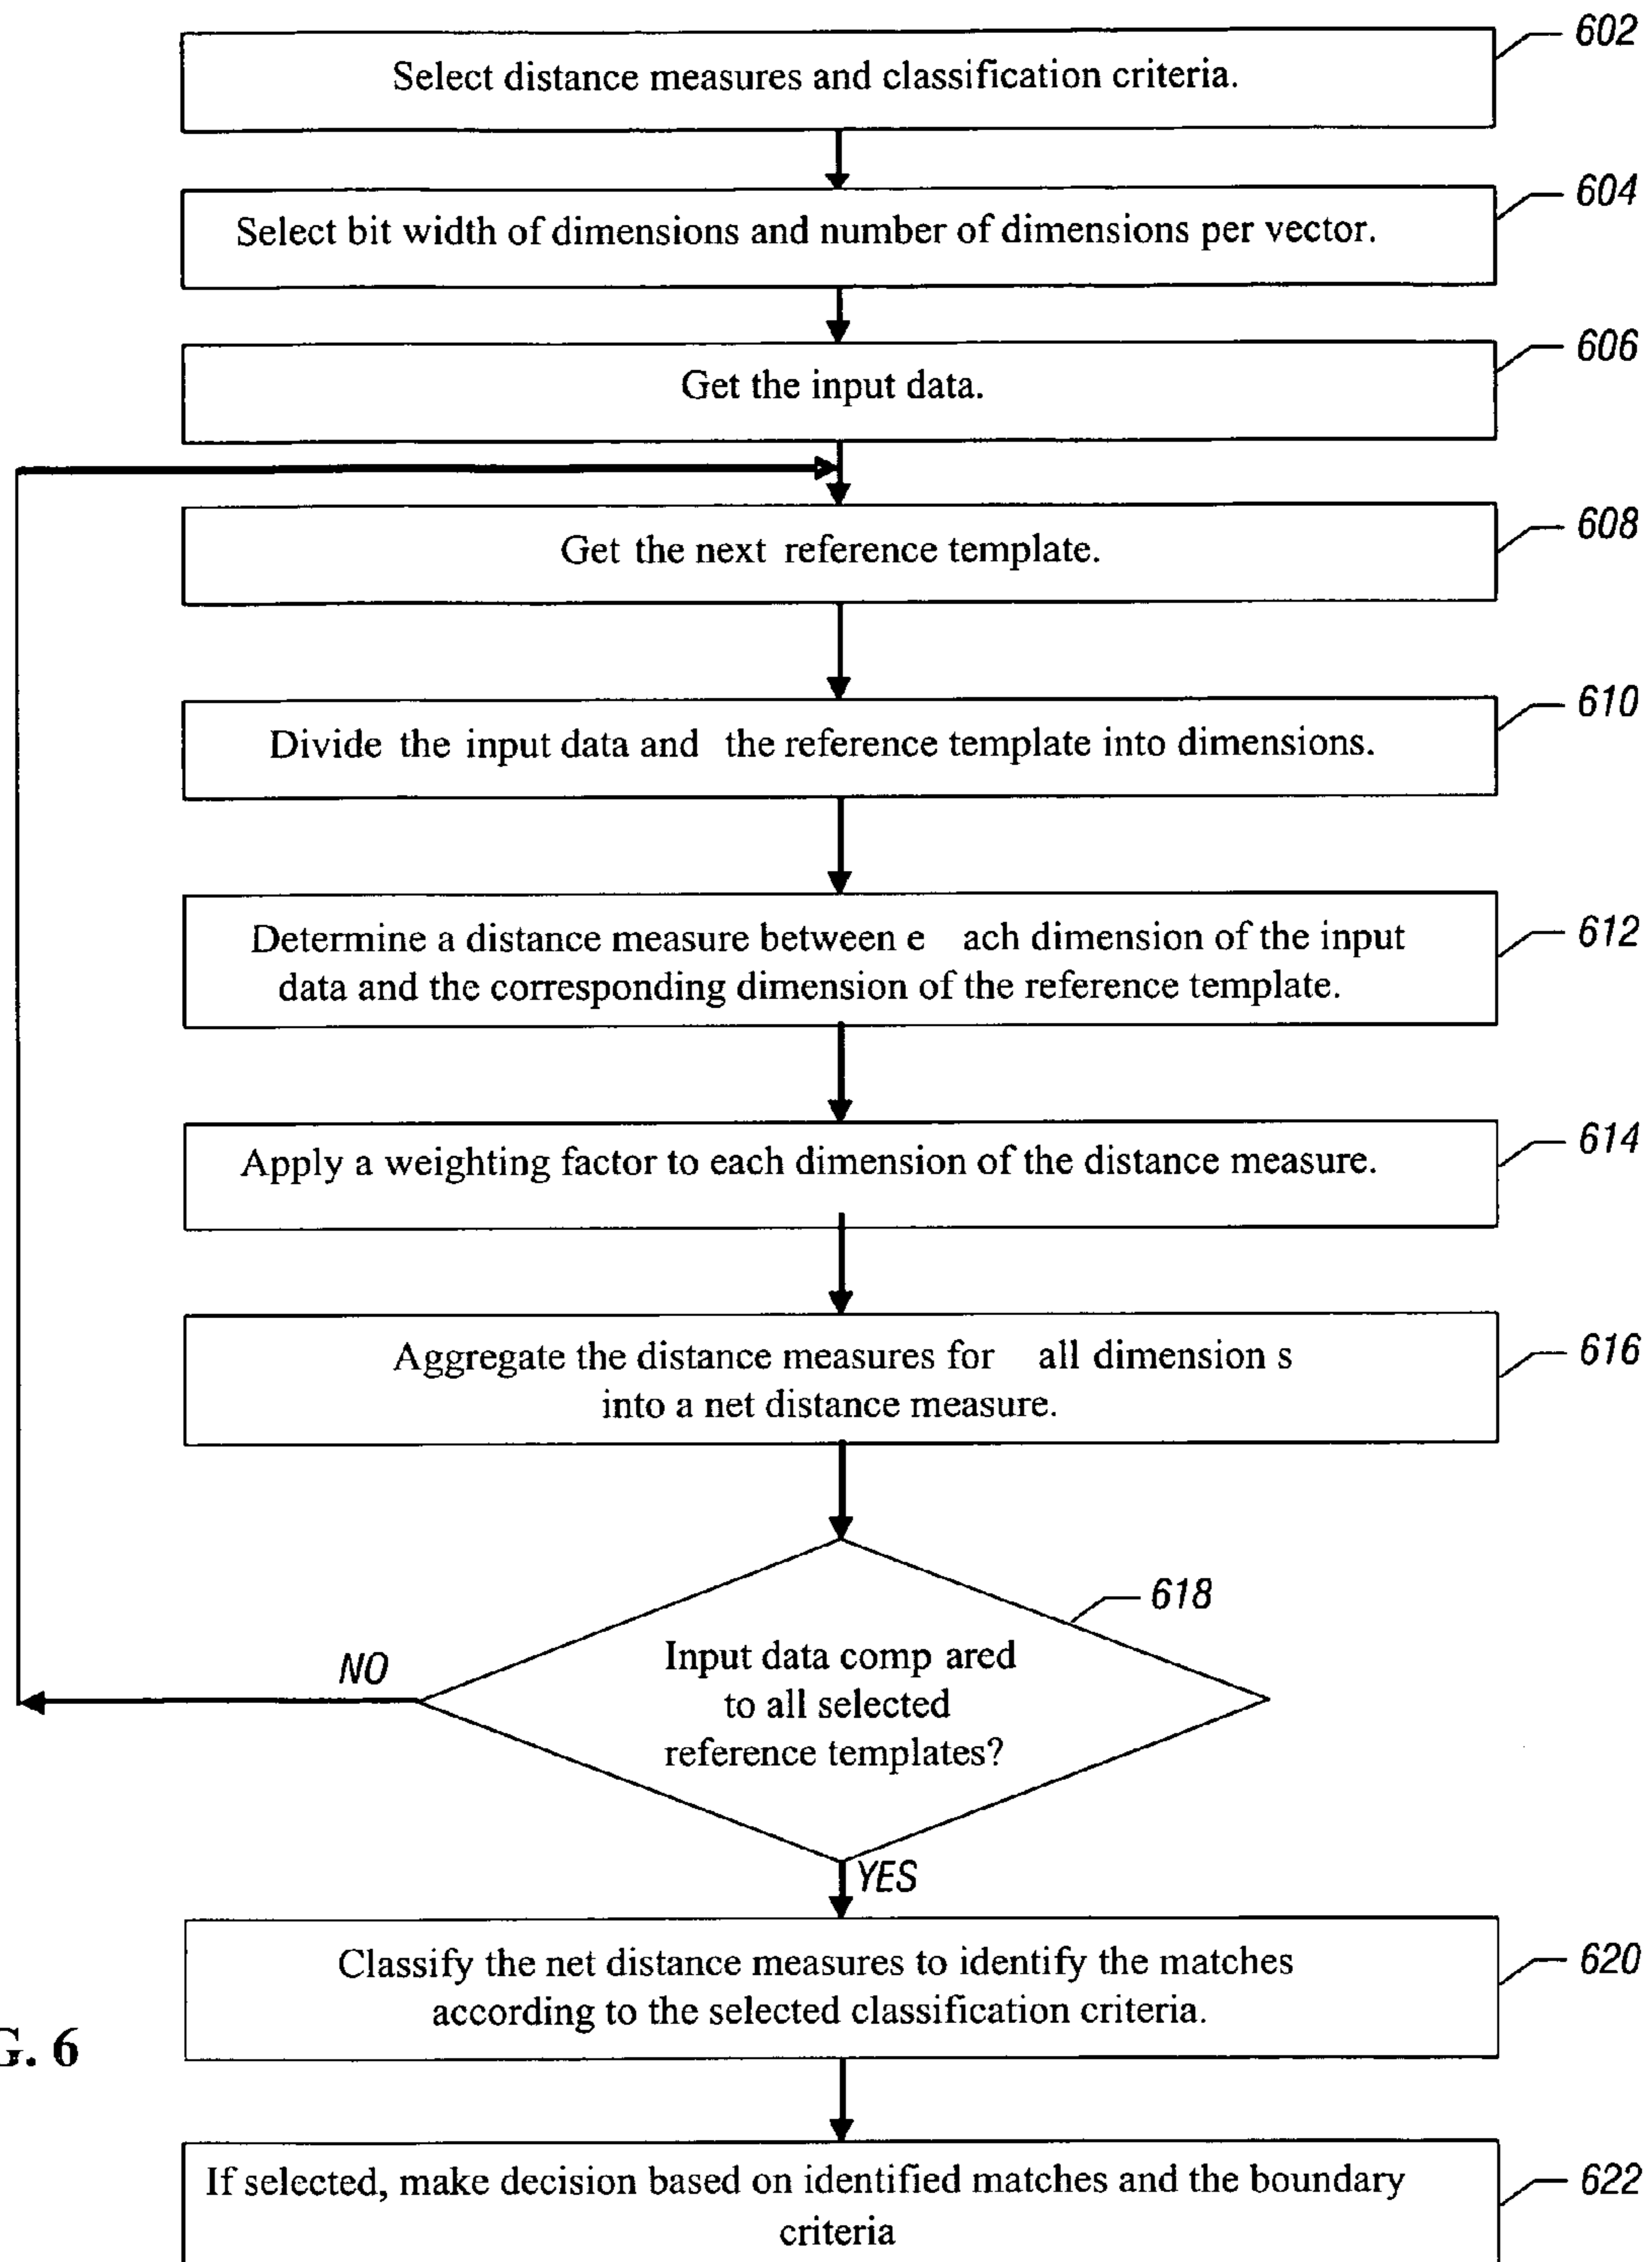 602
Select distance measures and classification criteria.
604
Select bit width of dimensions and number of dimensions per vector.
606
Get the input data.
608
Get the next reference template.
610
Divide the input data and the reference template into dimensions.
612
Determine a distance measure between e ach dimension of the input
data and the corresponding dimension of the reference template.
614
Apply a weighting factor to each dimension of the distance measure.
616
Aggregate the distance measures for all dimension s
into a net distance measure.
618
Input data comp ared
to all selected
reference templates?
NO
YES
620
Classify the net distance measures to identify the matches
according to the selected classification criteria.
G. 6
622
If selected, make decision based on identified matches and the boundary
criteria